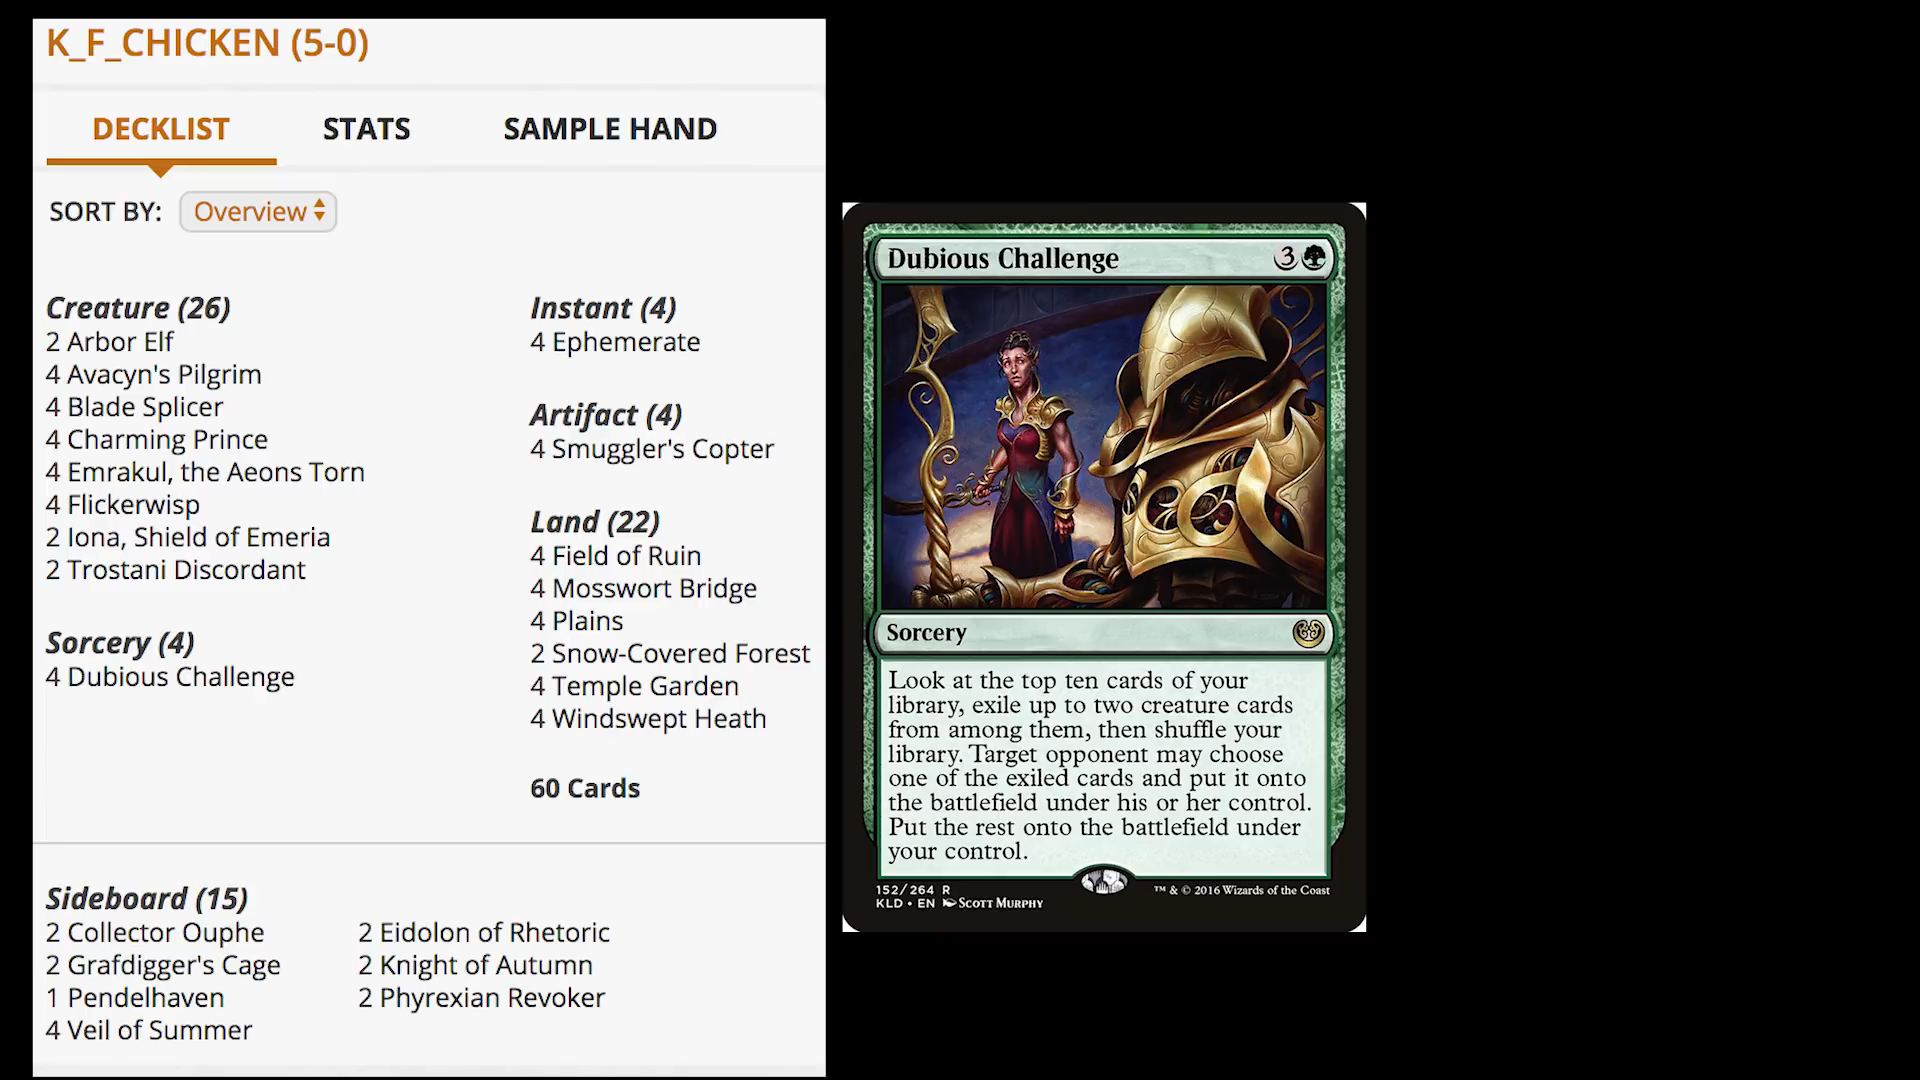 K_F_CHICKEN (5-0)
DECKLIST STATS SAMPLE HAND
SORT BY: Overview
Creature (26)
2 Arbor Elf
4 Avacyn's Pilgrim
4 Blade Splicer
4 Charming Prince
4 Emrakul, the Aeons Torn
4 Flickerwisp
2 Iona, Shield of Emeria
2 Trostani Discordant
Sorcery (4)
4 Dubious Challenge
Instant (4)
4 Ephemerate
Artifact (4)
4 Smuggler's Copter
Land (22)
4 Field of Ruin
4 Mosswort Bridge
4 Plains
2 Snow-Covered Forest
4 Temple Garden
4 Windswept Heath
60 Cards
Sideboard (15)
2 Collector Ouphe
2 Grafdigger's Cage
1 Pendelhaven
4 Veil of Summer
2 Eidolon of Rhetoric
2 Knight of Autumn
2 Phyrexian Revoker
Dubious Challenge 3
Sorcery
Look at the top ten cards of your
library, exile up to two creature cards
from among them, then shuffle your
library. Target opponent may choose
one of the exiled cards and put it onto
the battlefield under his or her control.
Put the rest onto the battlefield under
your control.
152/264 R
KLD • EN SCOTT MURPHY
™ & © 2016 Wizards of the Coast